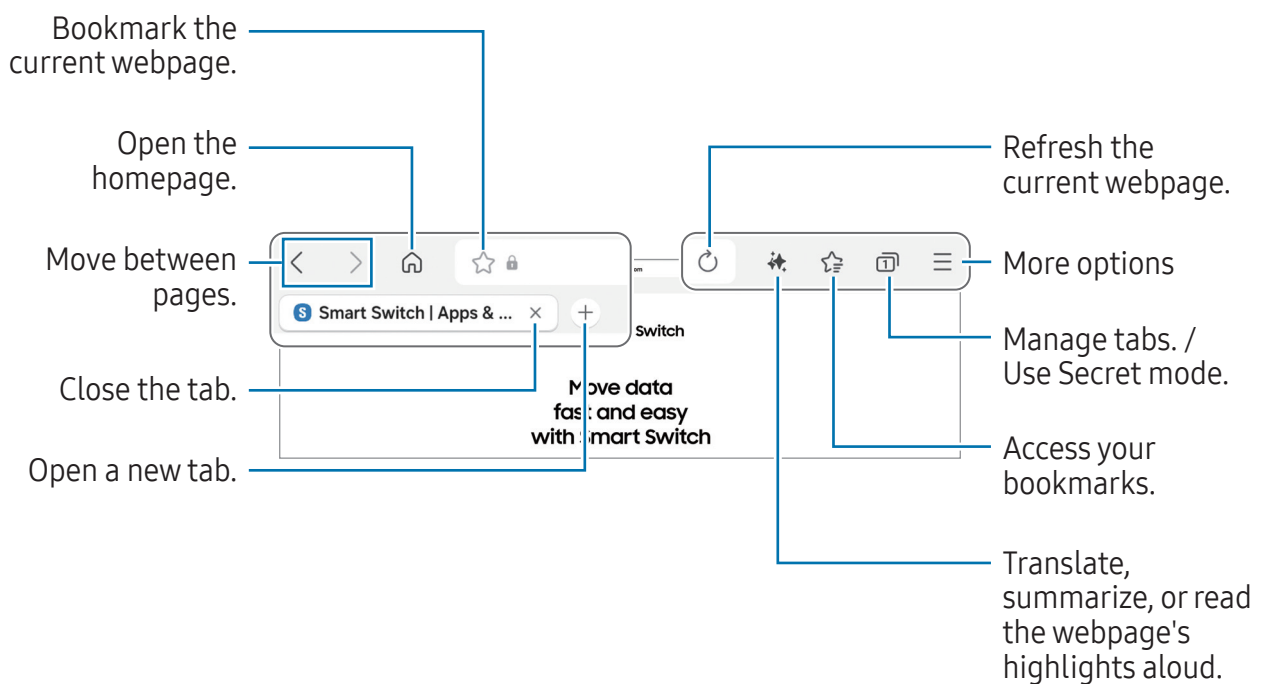 Bookmark the
current webpage.
Open the
homepage.
Move between
pages.
Close the tab.
Open a new tab.
Smart Switch | Apps & ...
S
om
Switch
Move data
fast and easy
with Smart Switch
1
Refresh the
current webpage.
More options
Manage tabs. /
Use Secret mode.
Access your
bookmarks.
Translate,
summarize, or read
the webpage's
highlights aloud.